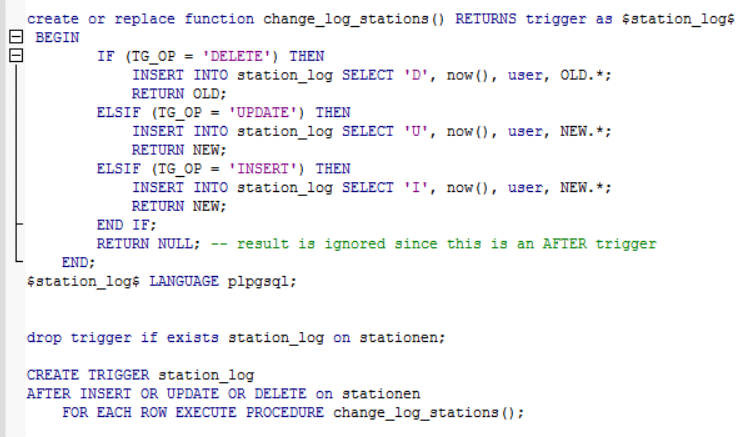 create or replace function change_log_stations() RETURNS trigger as $station_log$
BEGIN
IF (TG_OP = 'DELETE') THEN
INSERT INTO station_log SELECT 'D', now(), user, OLD.*;
RETURN OLD;
ELSIF (TG_OP = 'UPDATE') THEN
INSERT INTO station_log SELECT 'U', now(), user, NEW.*;
RETURN NEW;
ELSIF (TG_OP = 'INSERT') THEN
INSERT INTO station_log SELECT 'I', now(), user, NEW.*;
RETURN NEW;
END IF;
RETURN NULL; -- result is ignored since this is an AFTER trigger
END;
$station_log$ LANGUAGE plpgsql;
drop trigger if exists station_log on stationen;
CREATE TRIGGER station_log
AFTER INSERT OR UPDATE OR DELETE on stationen
FOR EACH ROW EXECUTE PROCEDURE change_log_stations();